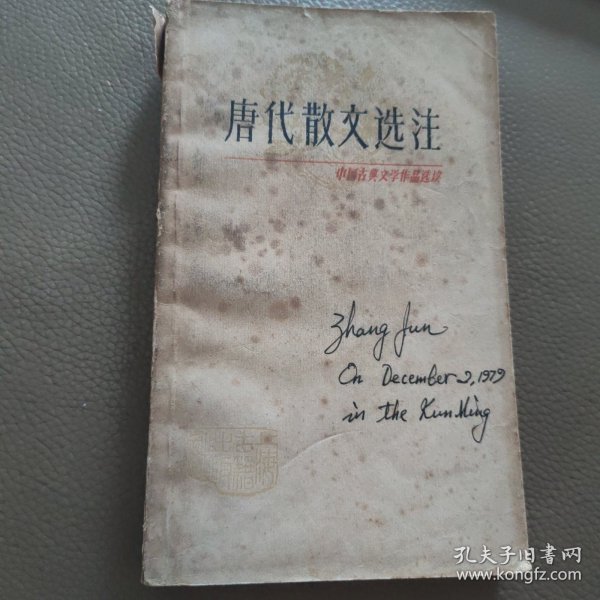 唐代散文选注
中国古典文学作品选读
Zhang Jun
On December 2, 1979
in the KunMing
孔夫子旧书网
www.kongfz.com